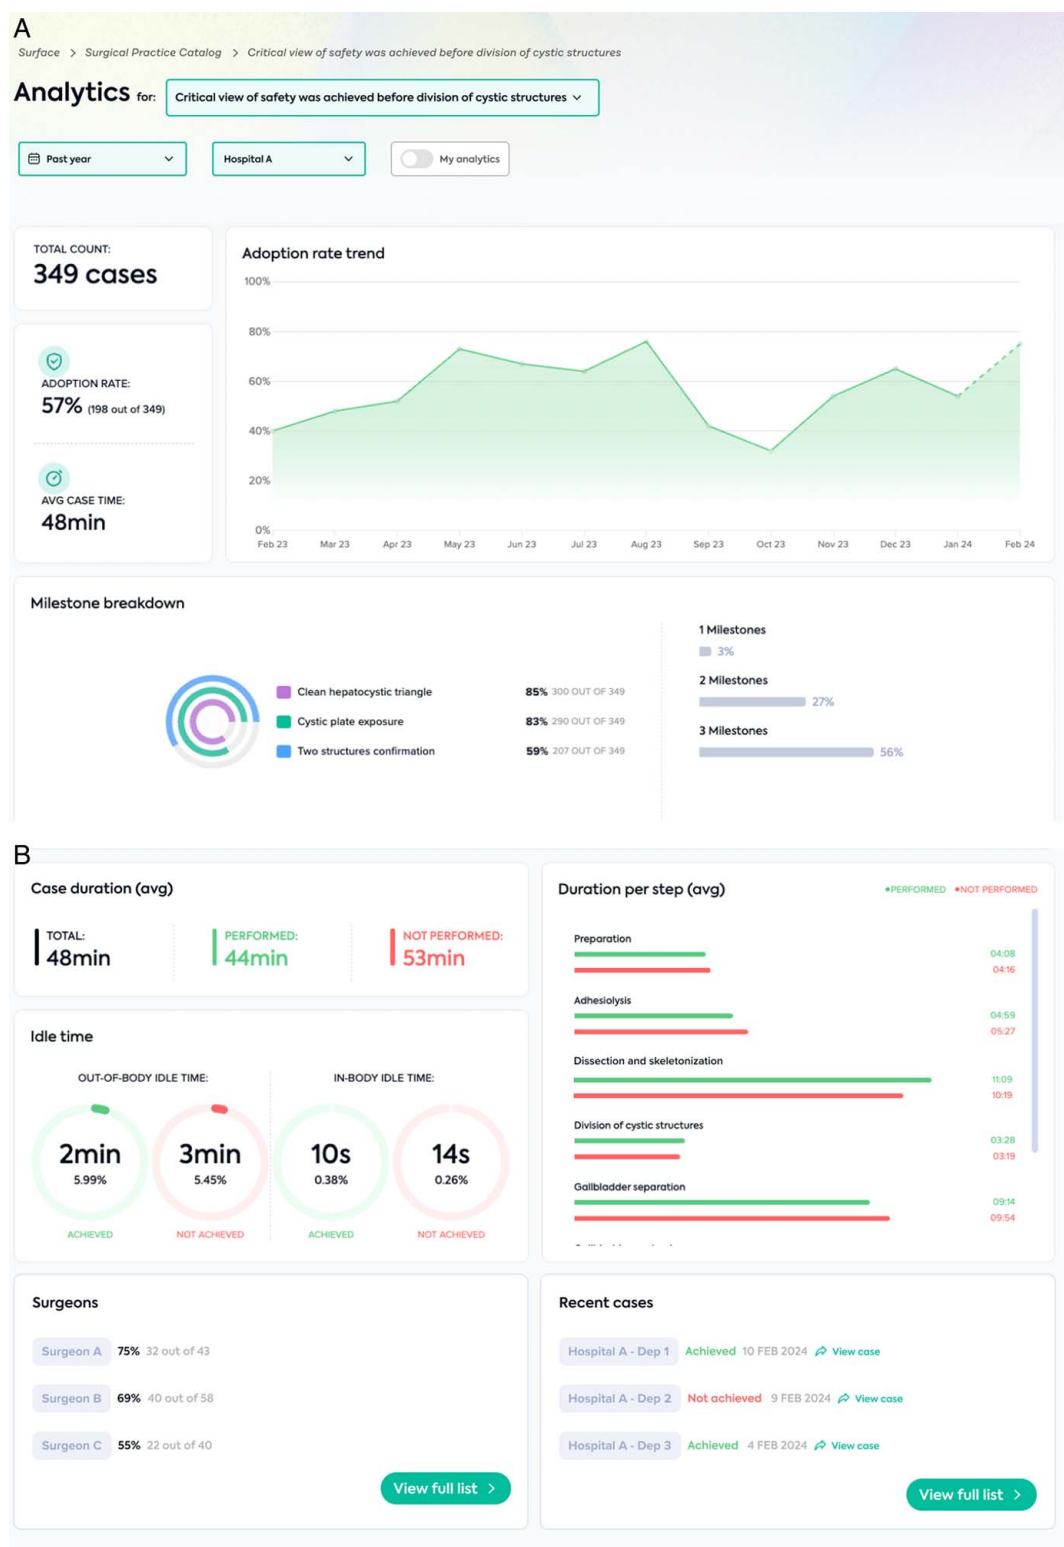 A
Surface > Surgical Practice Catalog > Critical view of safety was achieved before division of cystic structures
Analytics for: Critical view of safety was achieved before division of cystic structures
Past year Hospital A My analytics
TOTAL COUNT:
349 cases
ADOPTION RATE:
57% (198 out of 349)
AVG CASE TIME:
48min
Adoption rate trend
100%
80%
60%
40%
20%
0%
Feb 23 Mar 23 Apr 23 May 23 Jun 23 Jul 23 Aug 23 Sep 23 Oct 23 Nov 23 Dec 23 Jan 24 Feb 24
Milestone breakdown
Clean hepatocystic triangle 85% 300 OUT OF 349
Cystic plate exposure 83% 290 OUT OF 349
Two structures confirmation 59% 207 OUT OF 349
1 Milestones
3%
2 Milestones
27%
3 Milestones
56%
B
Case duration (avg)
TOTAL: PERFORMED: NOT PERFORMED:
48min 44min 53min
Idle time
OUT-OF-BODY IDLE TIME: IN-BODY IDLE TIME:
2min 3min 10s 14s
5.99% 5.45% 0.38% 0.26%
ACHIEVED NOT ACHIEVED ACHIEVED NOT ACHIEVED
Duration per step (avg) PERFORMED NOT PERFORMED
Preparation
04:08
04:16
Adhesiolysis
04:59
05:27
Dissection and skeletonization
11:09
10:19
Division of cystic structures
03:28
03:19
Gallbladder separation
09:14
09:54
Surgeons
Surgeon A 75% 32 out of 43
Surgeon B 69% 40 out of 58
Surgeon C 55% 22 out of 40
View full list >
Recent cases
Hospital A - Dep 1 Achieved 10 FEB 2024 View case
Hospital A - Dep 2 Not achieved 9 FEB 2024 View case
Hospital A - Dep 3 Achieved 4 FEB 2024 View case
View full list >